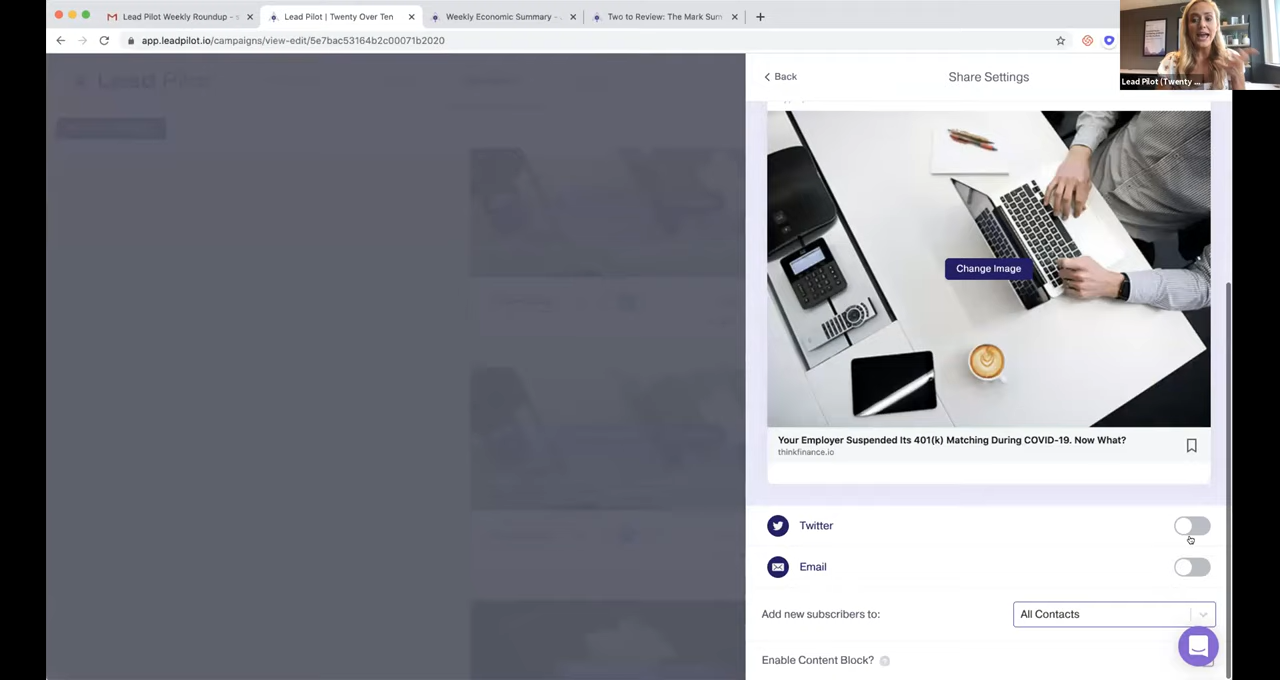 Lead Pilot Weekly Roundup - s
Lead Pilot | Twenty Over Ten
Weekly Economic Summary -
Two to Review: The Mark Sum
app.leadpilot.io/campaigns/view-edit/5e7bac53164b2c00071b2020
Lead Pilot (Twenty ...
Lead Pilot
Back
Share Settings
Change Image
Your Employer Suspended Its 401(k) Matching During COVID-19. Now What?
thinkfinance.io
Twitter
Email
Add new subscribers to:
All Contacts
Enable Content Block?